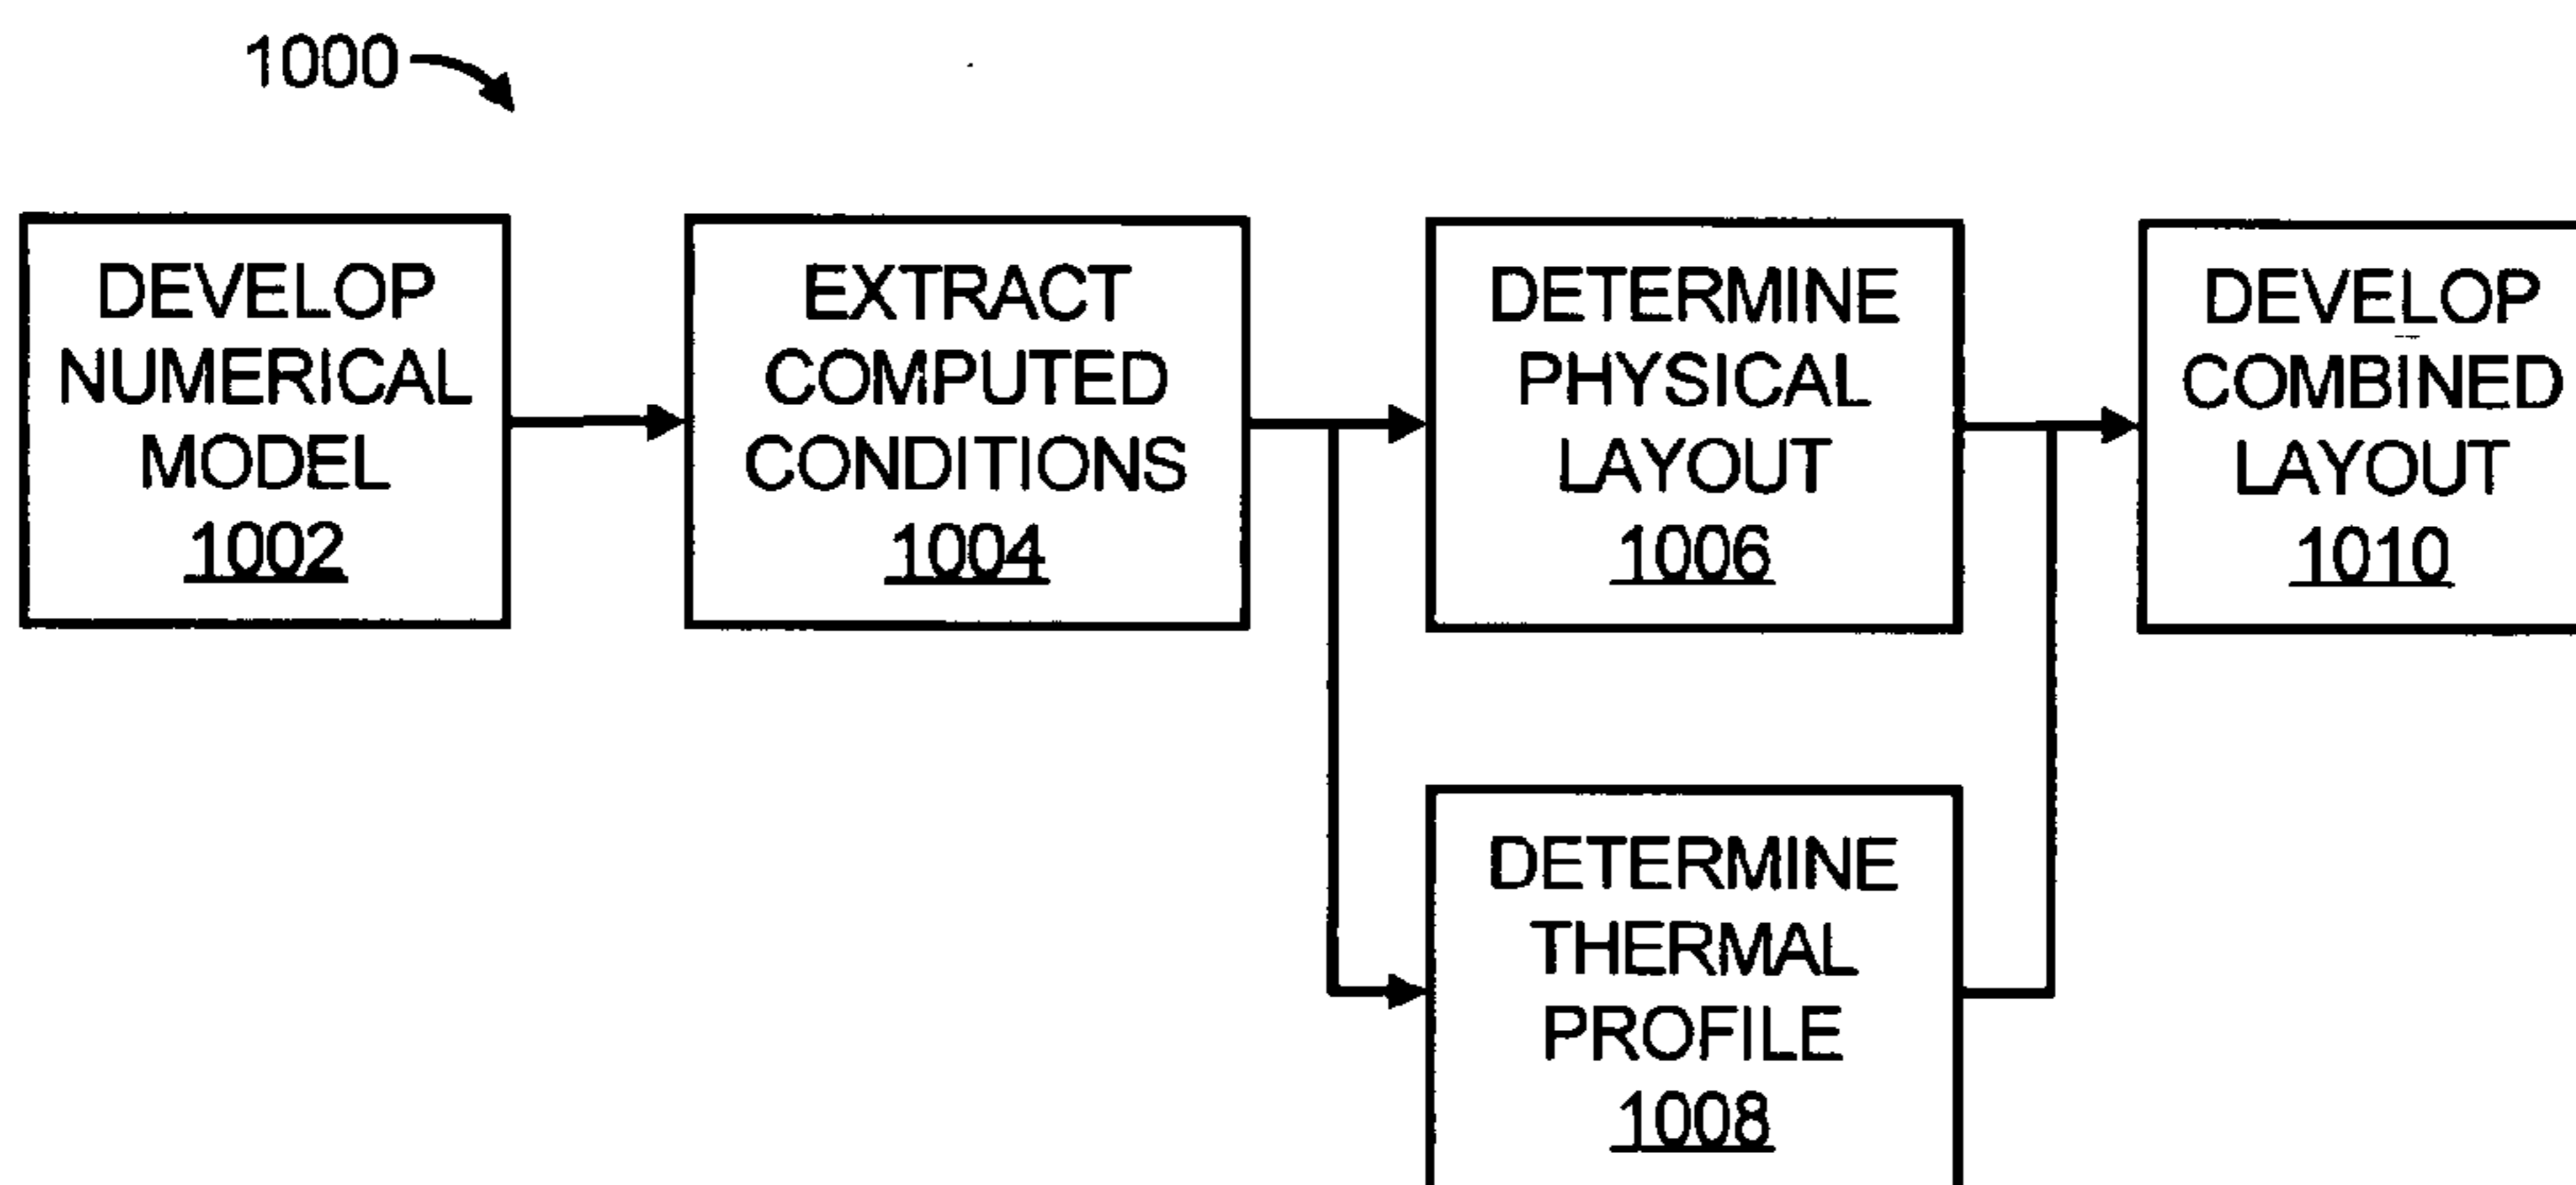 1000
DEVELOP
NUMERICAL
MODEL
1002
EXTRACT
COMPUTED
CONDITIONS
1004
DETERMINE
PHYSICAL
LAYOUT
1006
DEVELOP
COMBINED
LAYOUT
1010
DETERMINE
THERMAL
PROFILE
1008